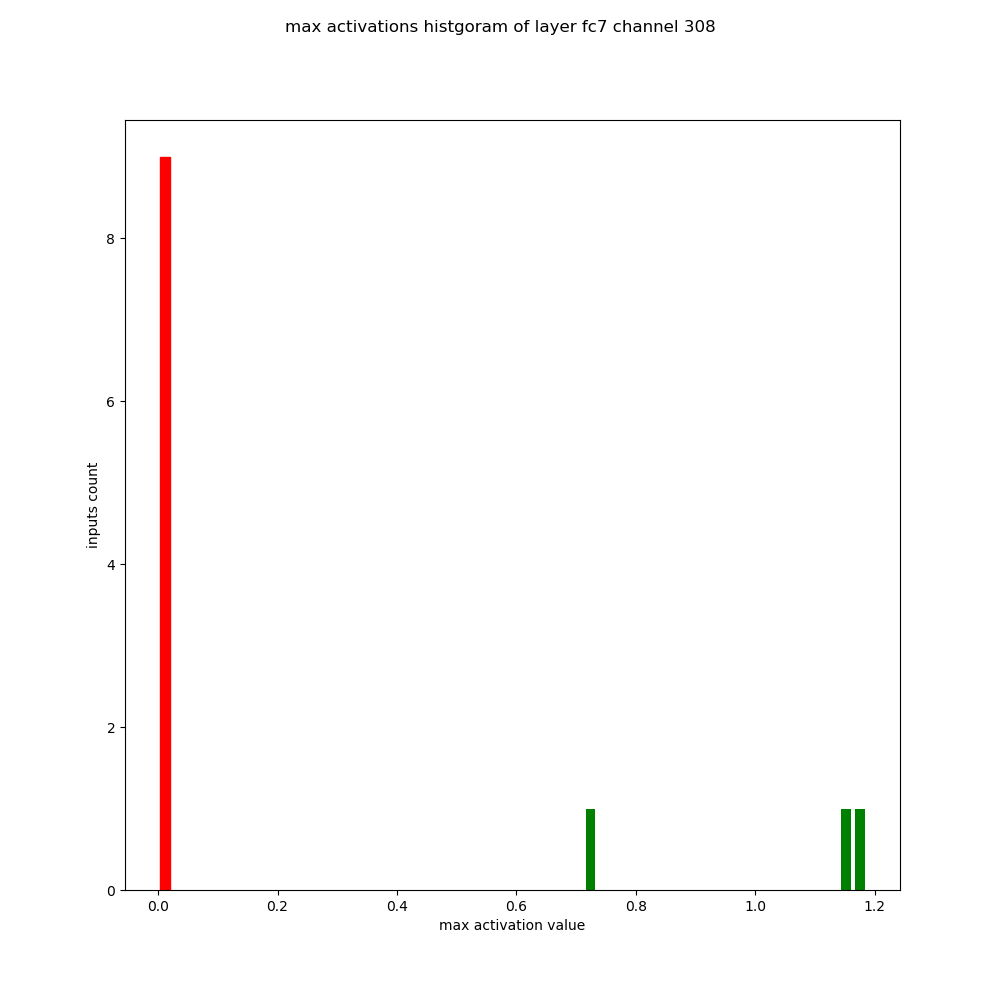 max activations histgoram of layer fc7 channel 308
8
6
4
2
0
inputs count
0.0 0.2 0.4 0.6 0.8 1.0 1.2
max activation value